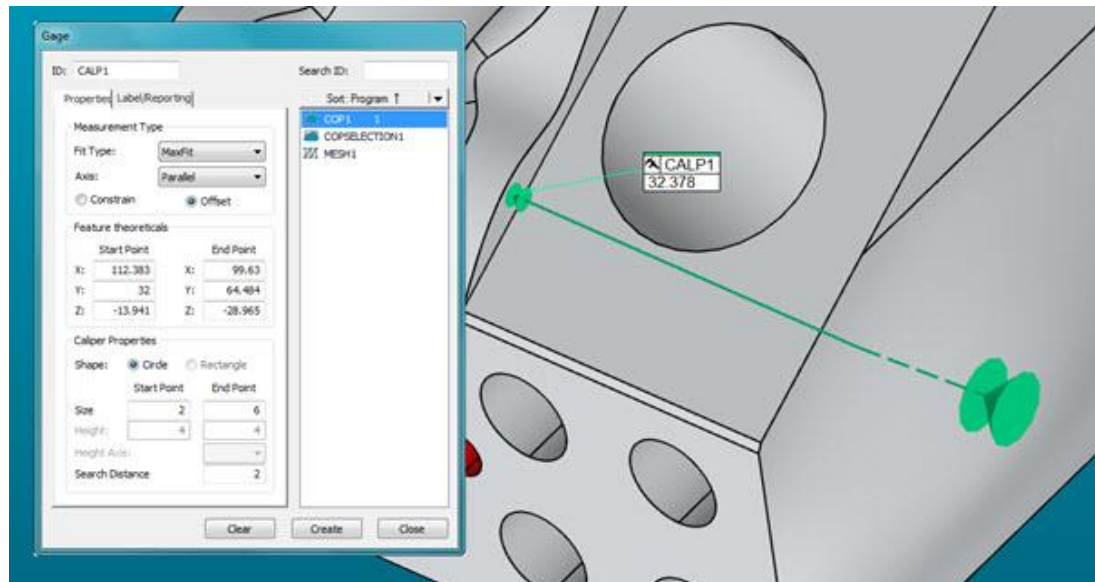 Gage
ID: CALP1 Search ID:
Properties Label/Reporting Sort: Program ↑
Measurement Type
Fit Type: MaxFit
Axis: Parallel
Constrain Offset
Feature theoreticals
Start Point End Point
X: 112.383 X: 99.63
Y: 32 Y: 64.484
Z: -13.941 Z: -28.965
Caliper Properties
Shape: Circle Rectangle
Start Point End Point
Size 2 6
Height: 4 4
Height Axis:
Search Distance 2
COP1 1
COPSELECTION1
MESH1
Clear Create Close
CALP1
32.378